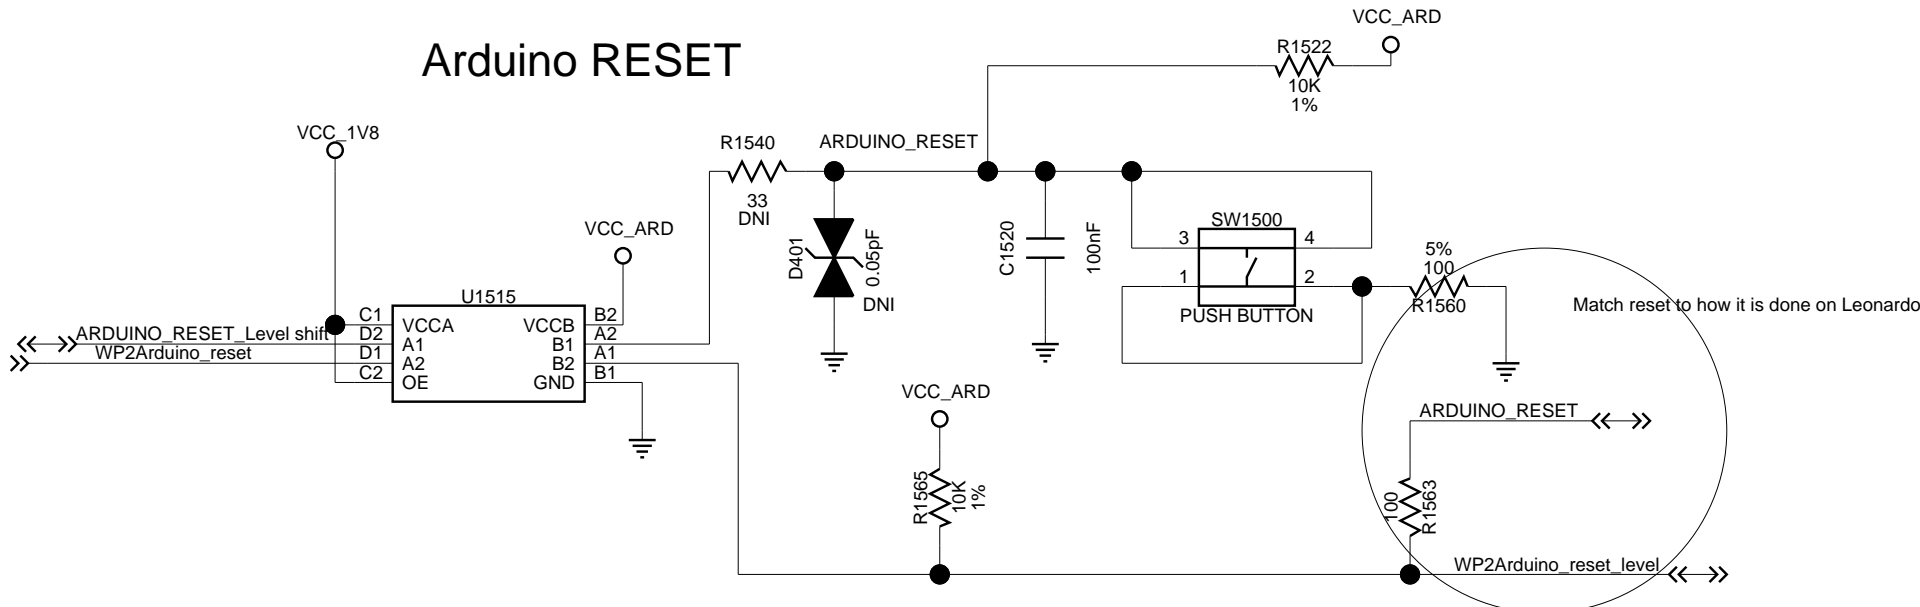 VCC_ARD
Arduino RESET
R1522
10K
1%
VCC_1V8
R1540
ARDUINO_RESET
33
DNI
VCC_ARD
SW1500
D401
0.05pF
C1520
100nF
3
4
5%
100
1
2
DNI
U1515
R1560
Match reset to how it is done on Leonardo
PUSH BUTTON
C1
VCCA
VCCB
B2
ARDUINO_RESET_Level shift
D2
A1
B1
A2
WP2Arduino_reset
D1
A2
B2
A1
C2
OE
GND
B1
VCC_ARD
ARDUINO_RESET
R1565
10K
1%
100
R1563
WP2Arduino_reset_level